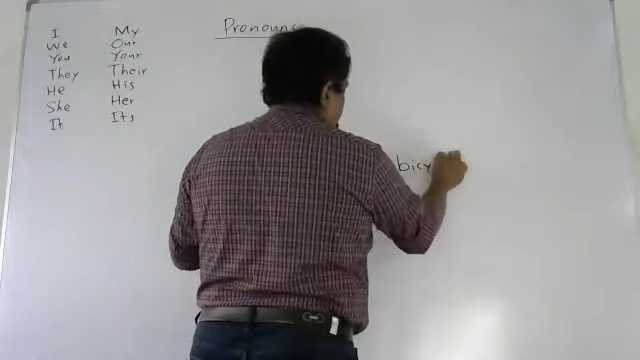 Pronouns
I My
We Our
You Your
They Their
He His
She Her
It Its
bicy